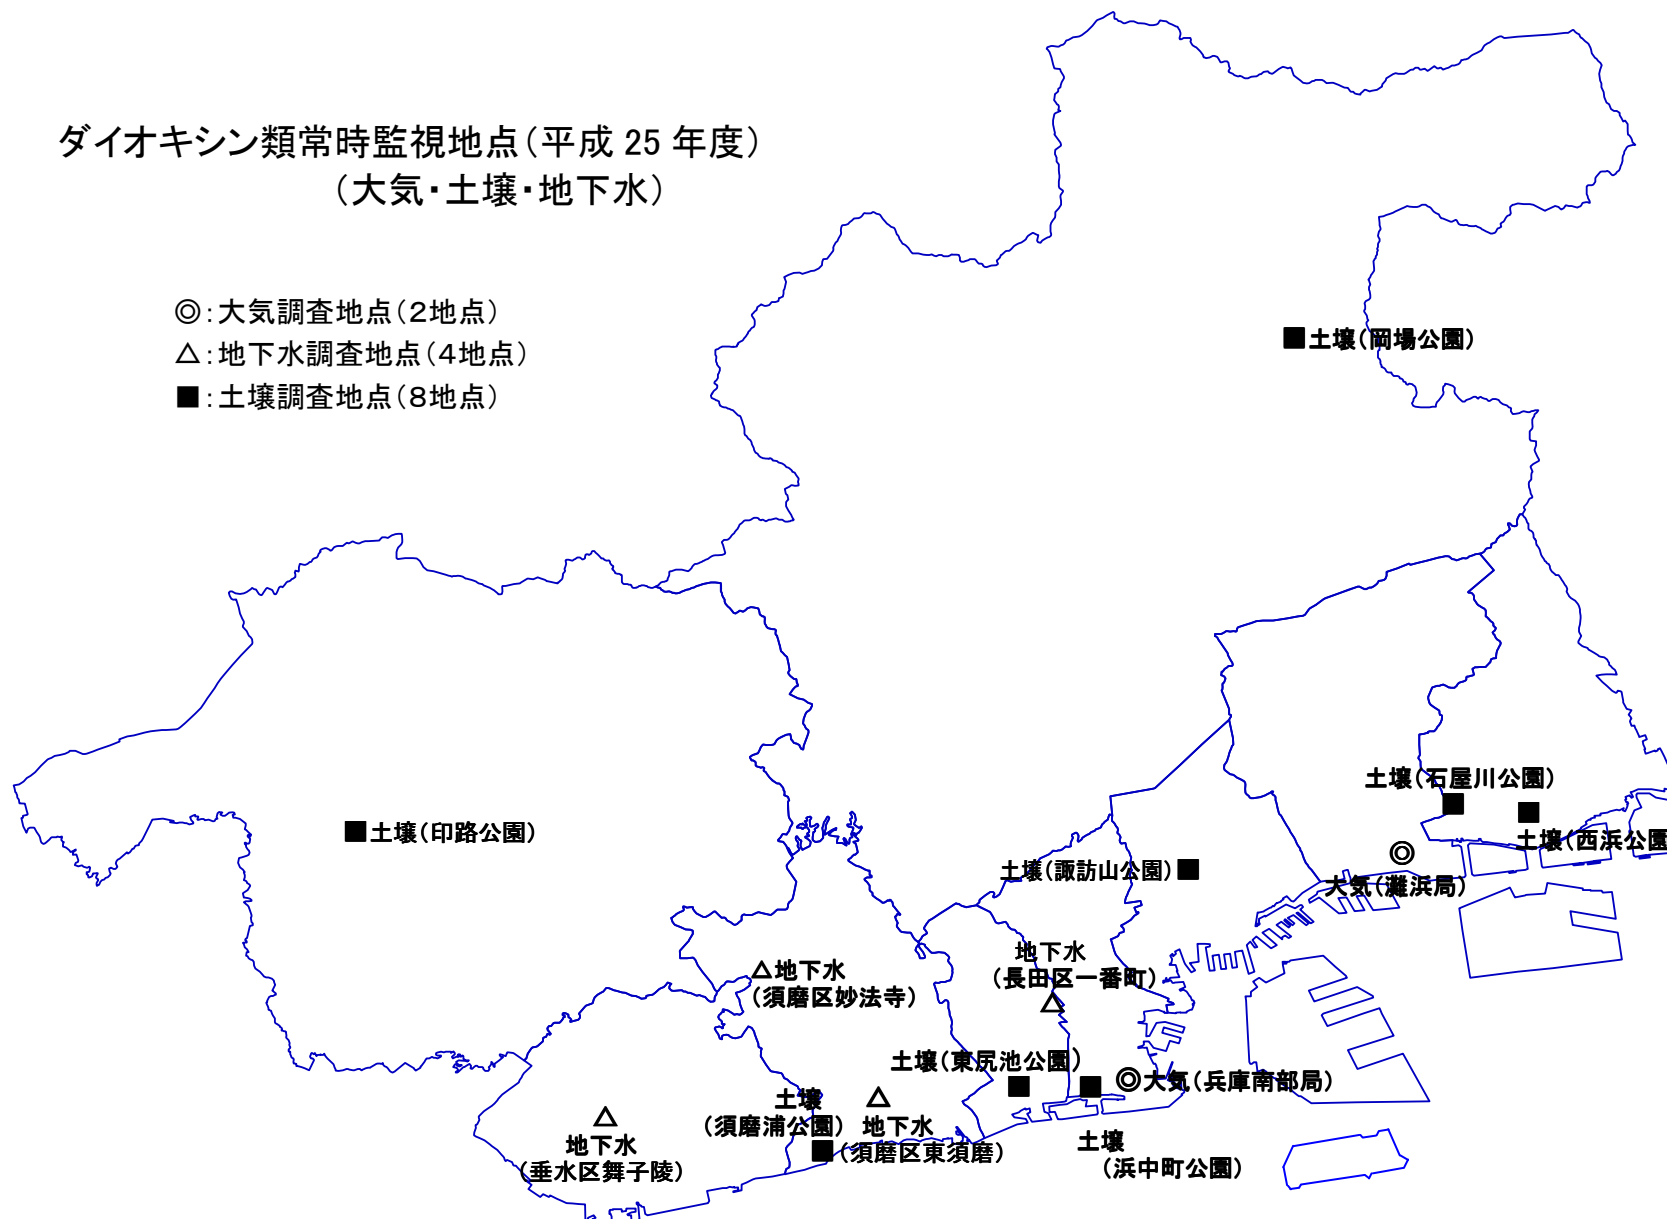 ダイオキシン類常時監視地点（平成 25 年度）
（大気・土壌・地下水）
◎：大気調査地点（2地点）
△：地下水調査地点（4地点）
■：土壌調査地点（8地点）
■土壌（岡場公園）
土壌（石屋川公園）
■土壌（印路公園）
土壌（西浜公園
土壌（諏訪山公園）■
大気（灘浜局）
地下水
（長田区一番町）
△地下水
（須磨区妙法寺）
土壌（東尻池公園）
◎大気（兵庫南部局）
土壌
（須磨浦公園）
地下水
（須磨区東須磨）
地下水
（垂水区舞子陵）
土壌
（浜中町公園）